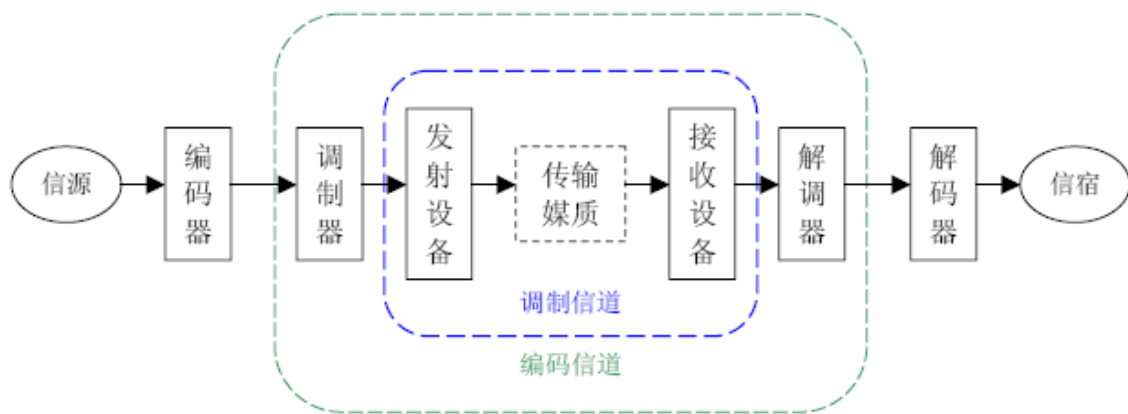 信源
编码器
调制器
发射设备
传输
媒质
接收设备
解调器
解码器
信宿
调制信道
编码信道